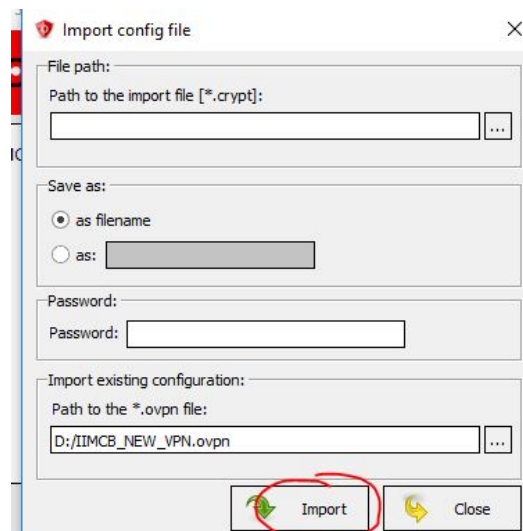 Import config file
File path:
Path to the import file [*.crypt]:
...
Save as:
as filename
as:
Password:
Password:
Import existing configuration:
Path to the *.ovpn file:
D:/IIMCB_NEW_VPN.ovpn
...
Import
Close